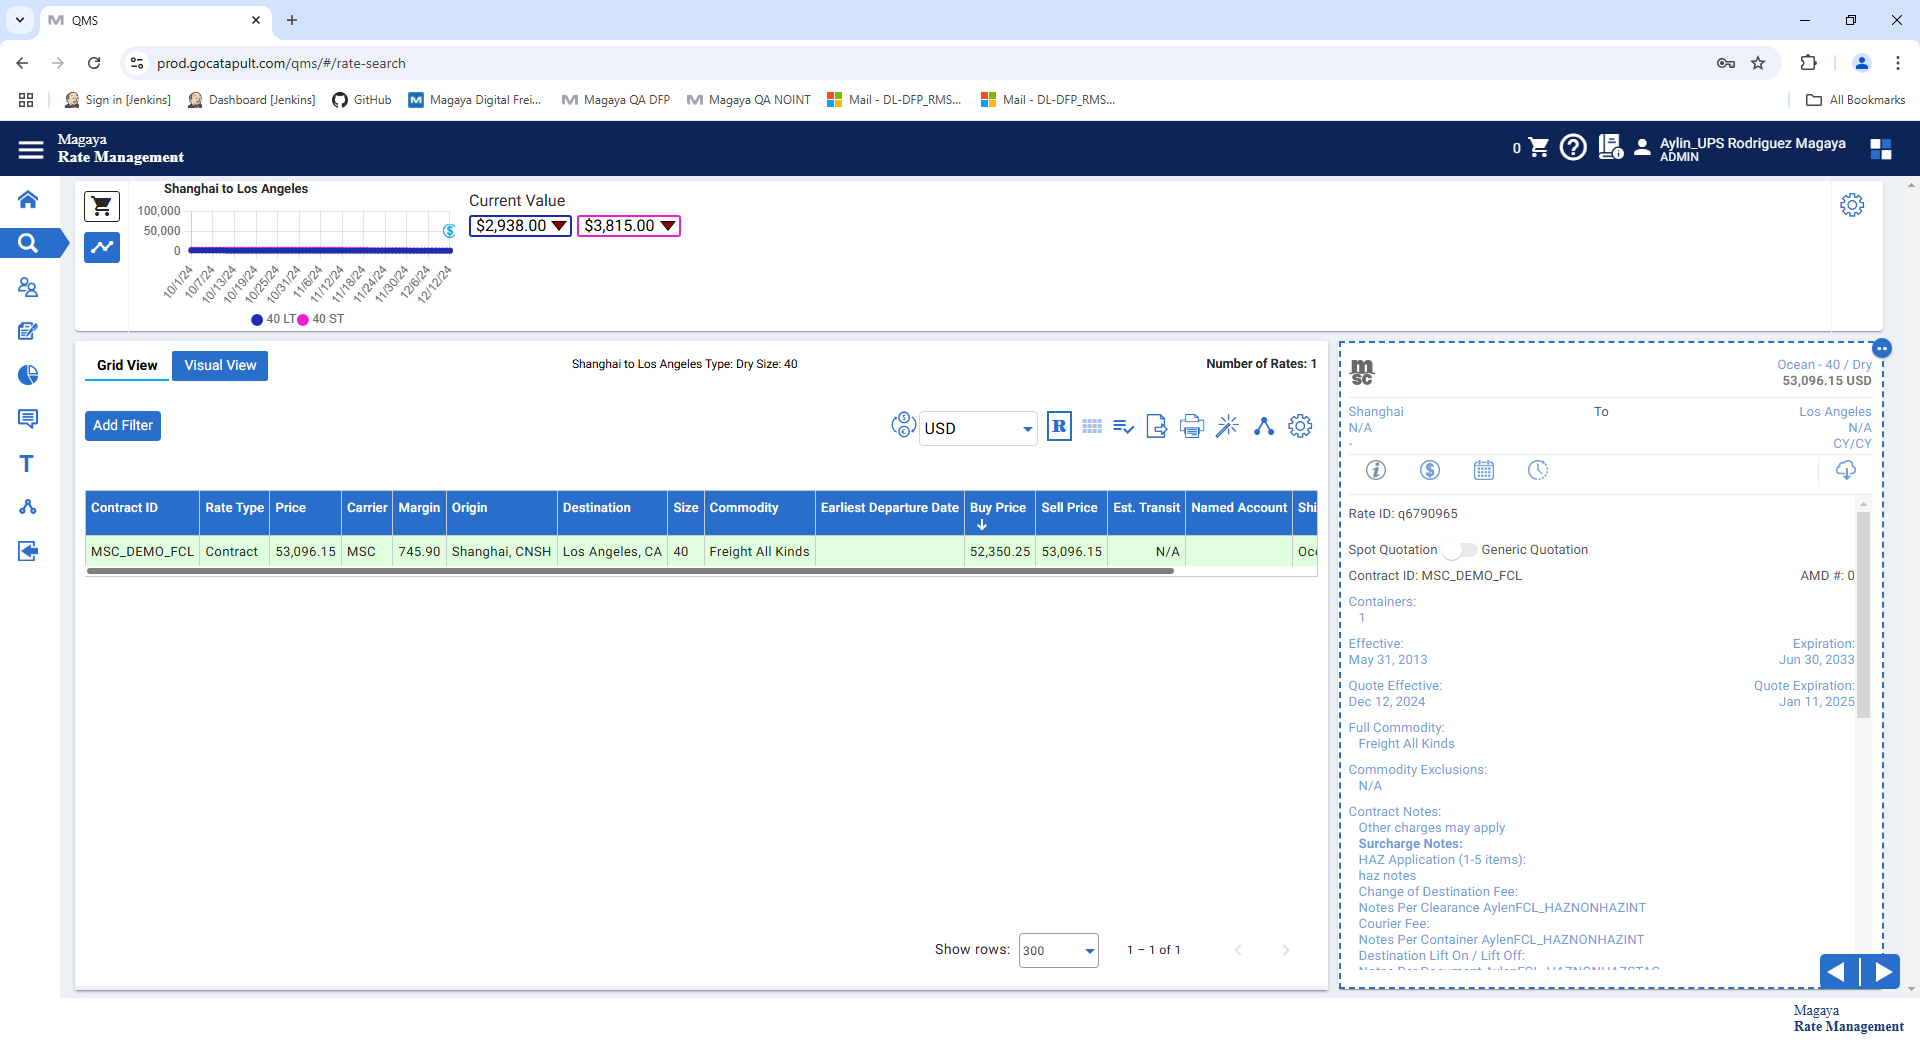 QMS
prod.gocatapult.com/qms/#/rate-search
Sign in [Jenkins]
Dashboard [Jenkins]
GitHub
Magaya Digital Frei...
Magaya QA DFP
Magaya QA NOINT
Mail - DL-DFP_RMS...
Mail - DL-DFP_RMS...
All Bookmarks
Magaya
Rate Management
0
Aylin_UPS Rodriguez Magaya
ADMIN
Shanghai to Los Angeles
100,000
50,000
0
10/1/24
10/7/24
10/13/24
10/19/24
10/25/24
10/31/24
11/6/24
11/12/24
11/18/24
11/24/24
11/30/24
12/6/24
12/12/24
40 LT
40 ST
Current Value
$2,938.00
$3,815.00
Grid View
Visual View
Shanghai to Los Angeles Type: Dry Size: 40
Number of Rates: 1
Add Filter
USD
R
Contract ID Rate Type Price Carrier Margin Origin Destination Size Commodity Earliest Departure Date Buy Price Sell Price Est. Transit Named Account Shi
MSC_DEMO_FCL Contract 53,096.15 MSC 745.90 Shanghai, CNSH Los Angeles, CA 40 Freight All Kinds 52,350.25 53,096.15 N/A Oce
Show rows: 300 1 – 1 of 1
msc
Ocean - 40 / Dry
53,096.15 USD
Shanghai To Los Angeles
N/A N/A
- CY/CY
Rate ID: q6790965
Spot Quotation Generic Quotation
Contract ID: MSC_DEMO_FCL AMD #: 0
Containers:
1
Effective: Expiration:
May 31, 2013 Jun 30, 2033
Quote Effective: Quote Expiration:
Dec 12, 2024 Jan 11, 2025
Full Commodity:
Freight All Kinds
Commodity Exclusions:
N/A
Contract Notes:
Other charges may apply
Surcharge Notes:
HAZ Application (1-5 items):
haz notes
Change of Destination Fee:
Notes Per Clearance AylenFCL_HAZNONHAZINT
Courier Fee:
Notes Per Container AylenFCL_HAZNONHAZINT
Destination Lift On / Lift Off:
Notes Per Document
Magaya
Rate Management